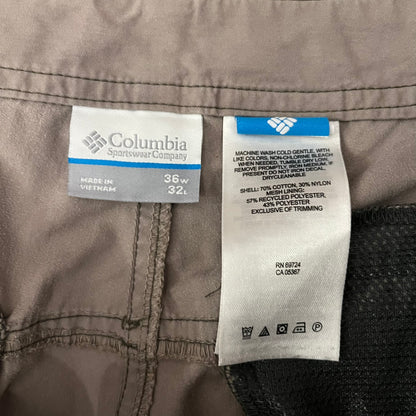 Columbia
Sportswear Company
MADE IN
VIETNAM
36W
32L
MACHINE WASH COLD GENTLE, WITH
LIKE COLORS, NON-CHLORINE BLEACH
WHEN NEEDED, TUMBLE DRY LOW,
REMOVE PROMPTLY, IRON MEDIUM, AS
PRESENT DO NOT IRON DECAL.
DRYCLEANABLE
SHELL: 70% COTTON, 30% NYLON
MESH LINING:
57% RECYCLED POLYESTER,
43% POLYESTER
EXCLUSIVE OF TRIMMING
RN 69724
CA 05367